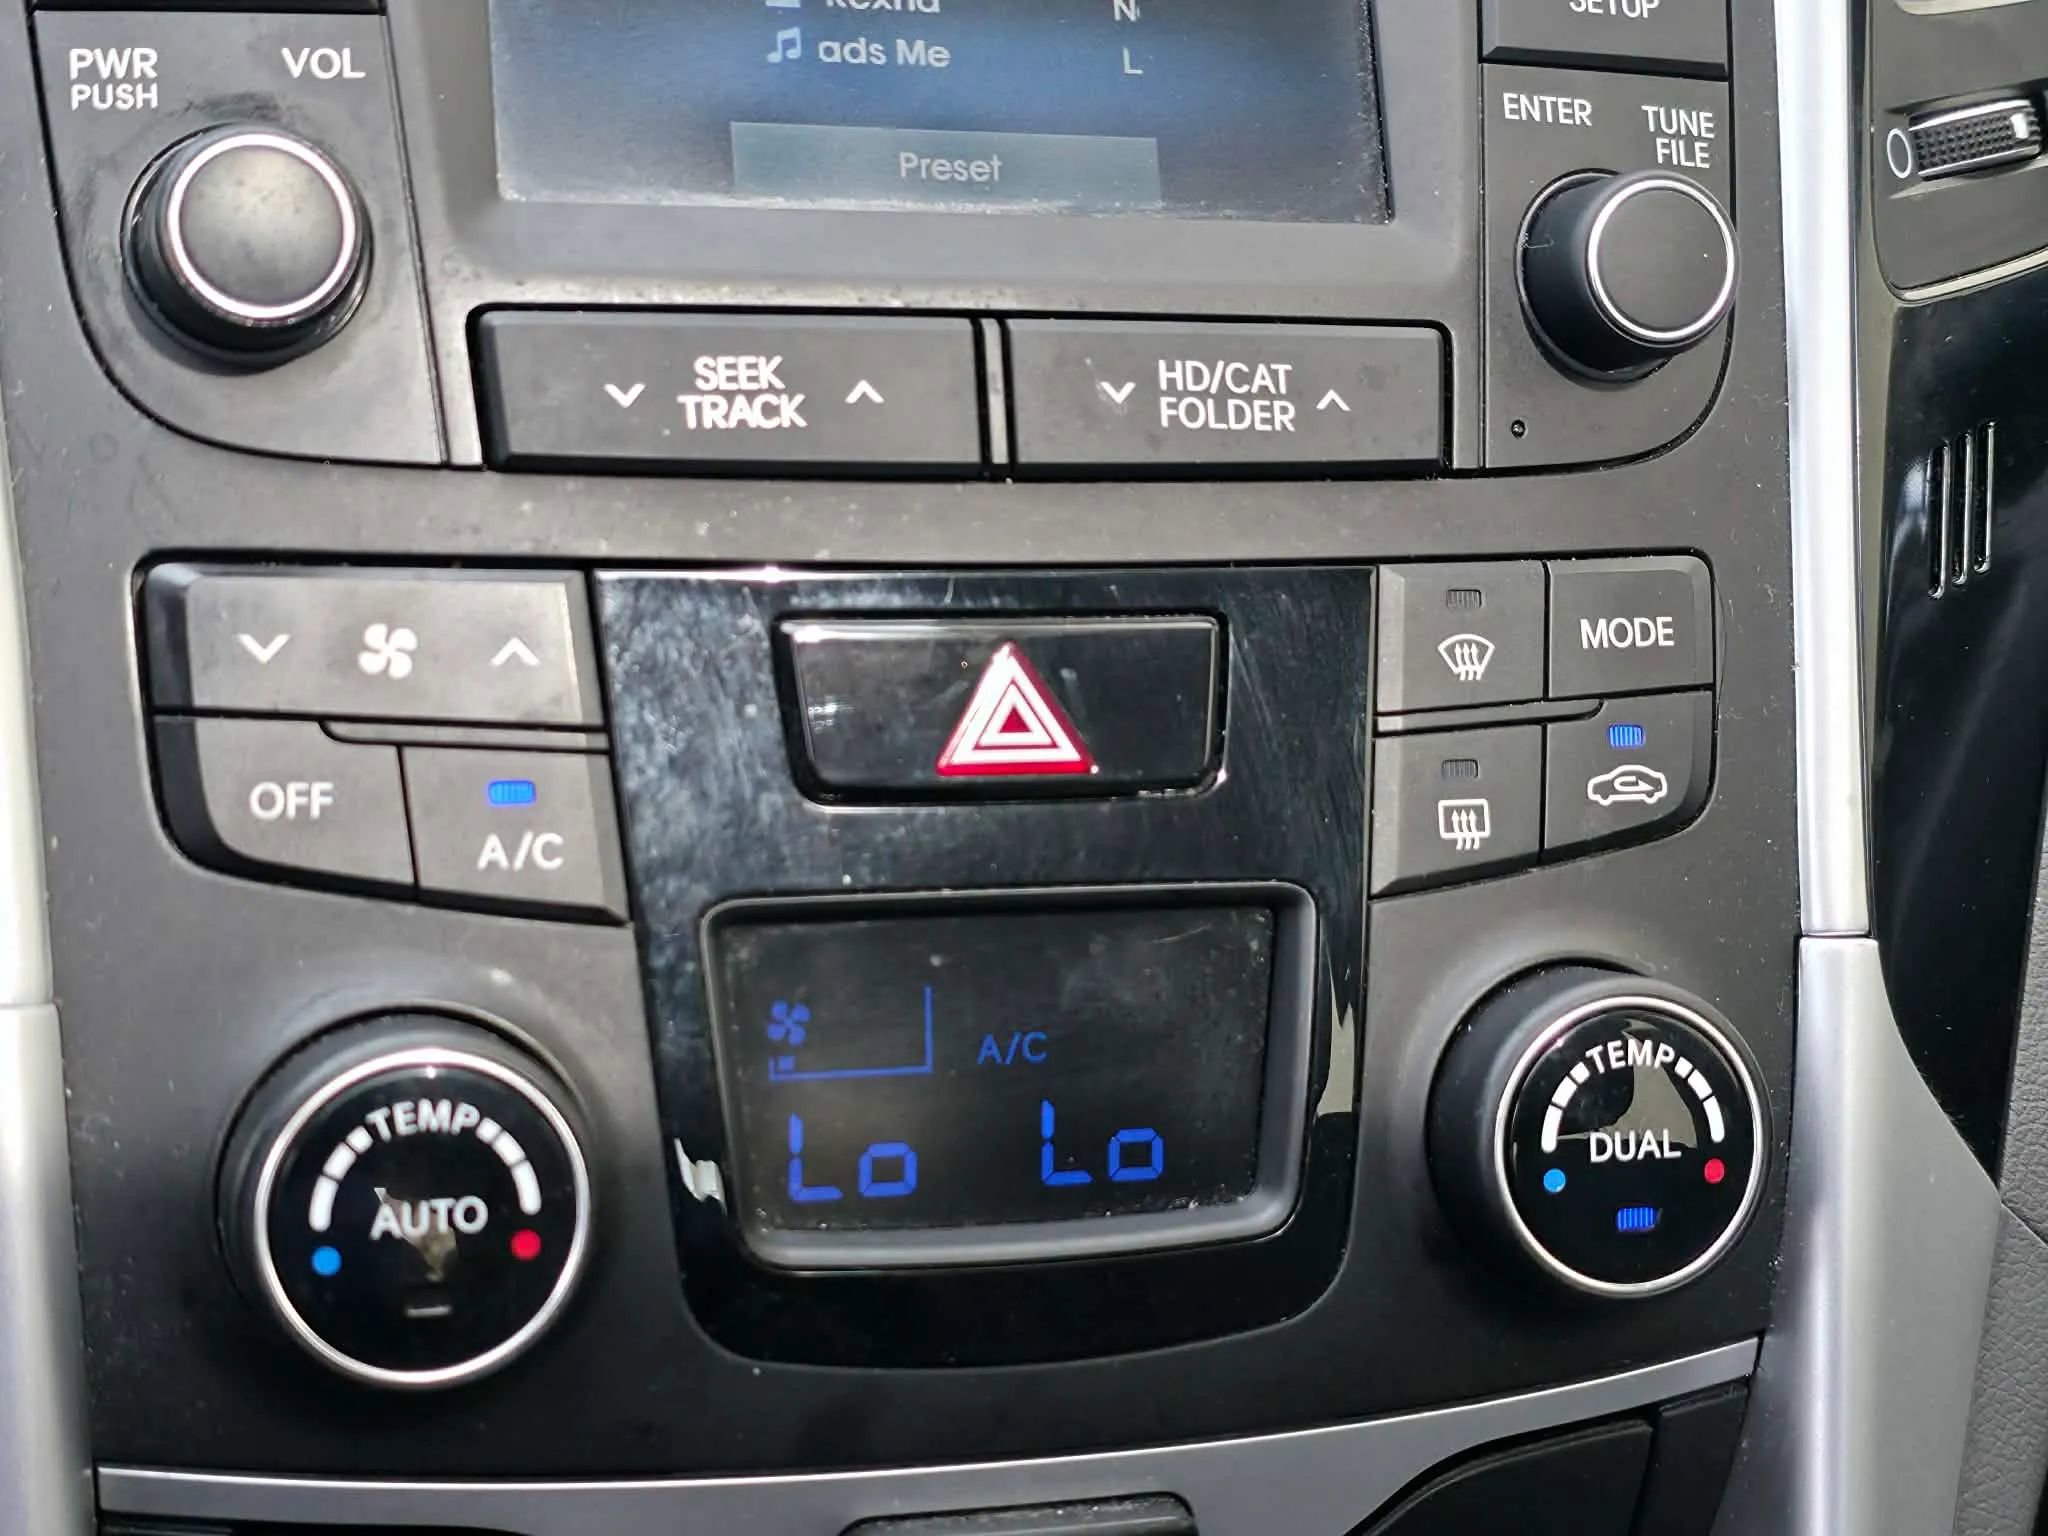 SETUP
PWR
PUSH
VOL
ads Me
L
Preset
ENTER
TUNE
FILE
SEEK
TRACK
HD/CAT
FOLDER
MODE
OFF
A/C
A/C
Lo Lo
TEMP
AUTO
TEMP
DUAL